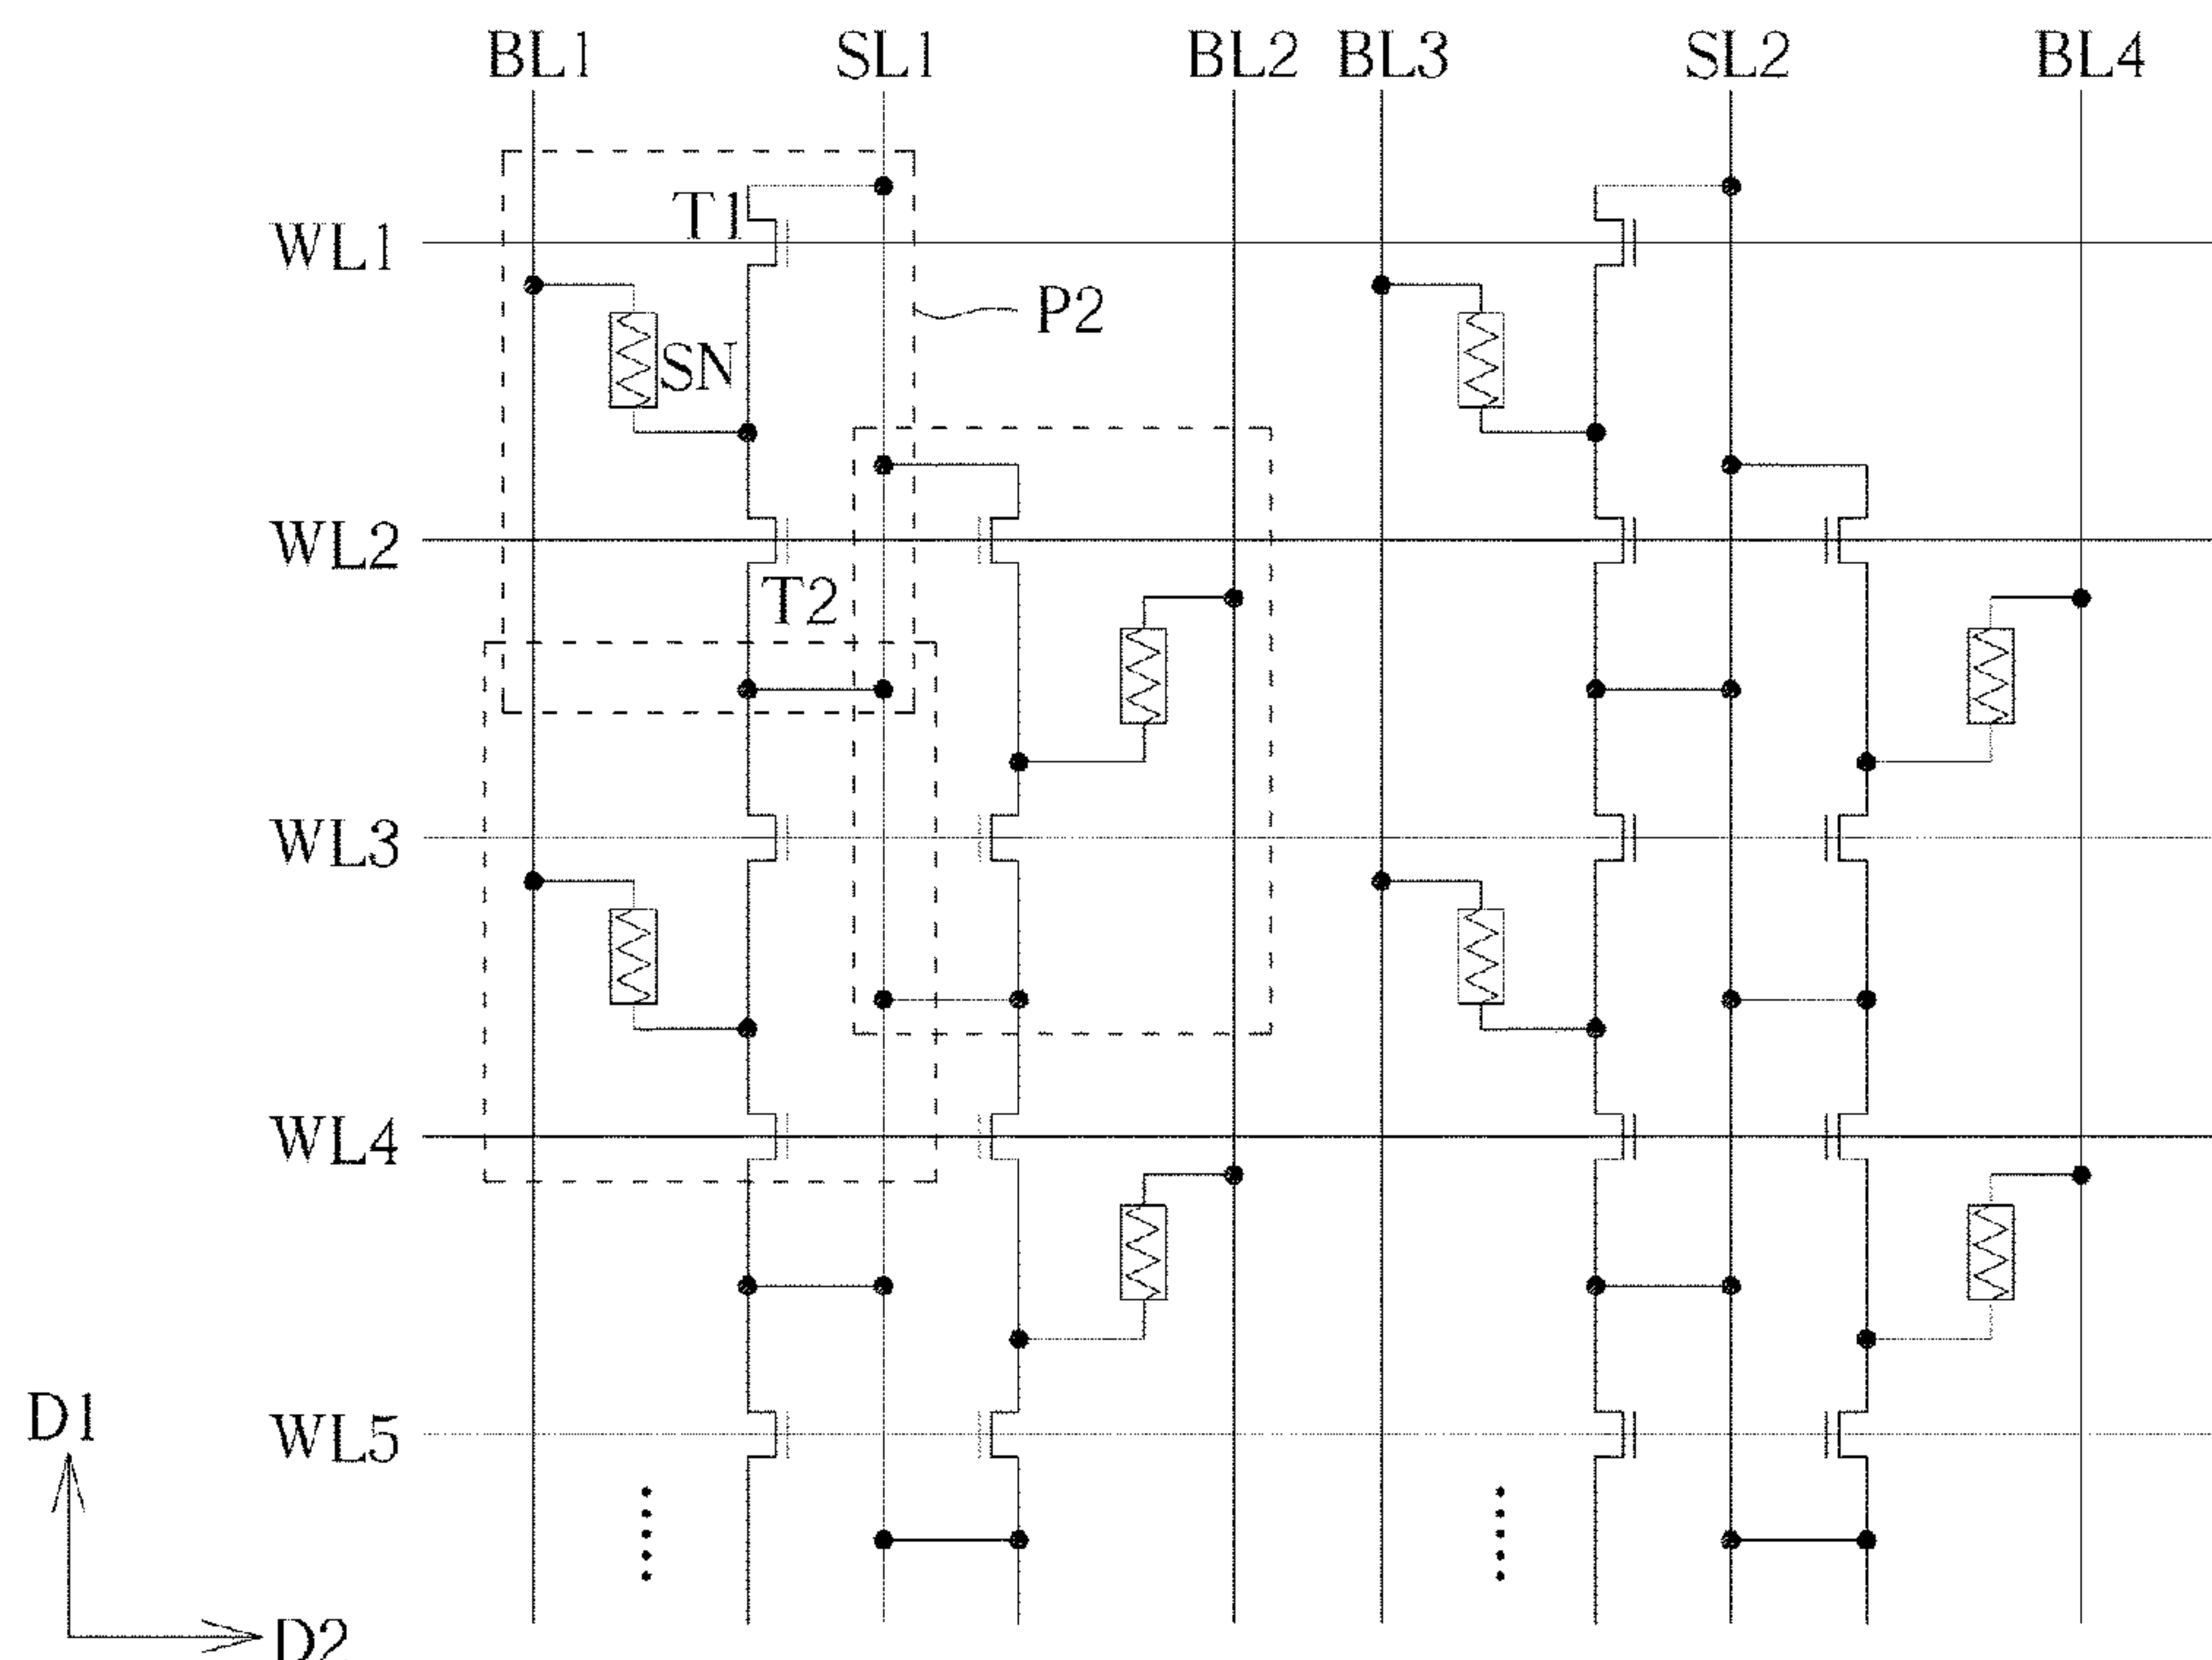 BL1 SL1 BL2 BL3 SL2 BL4
T1
WL1
P2
SN
WL2
T2
WL3
WL4
D1
WL5
D2